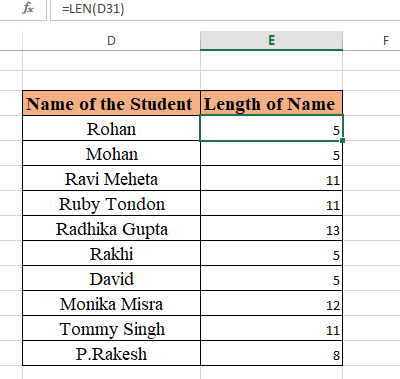 fx =LEN(D31)
D E F
Name of the Student Length of Name
Rohan 5
Mohan 5
Ravi Meheta 11
Ruby Tondon 11
Radhika Gupta 13
Rakhi 5
David 5
Monika Misra 12
Tommy Singh 11
P.Rakesh 8